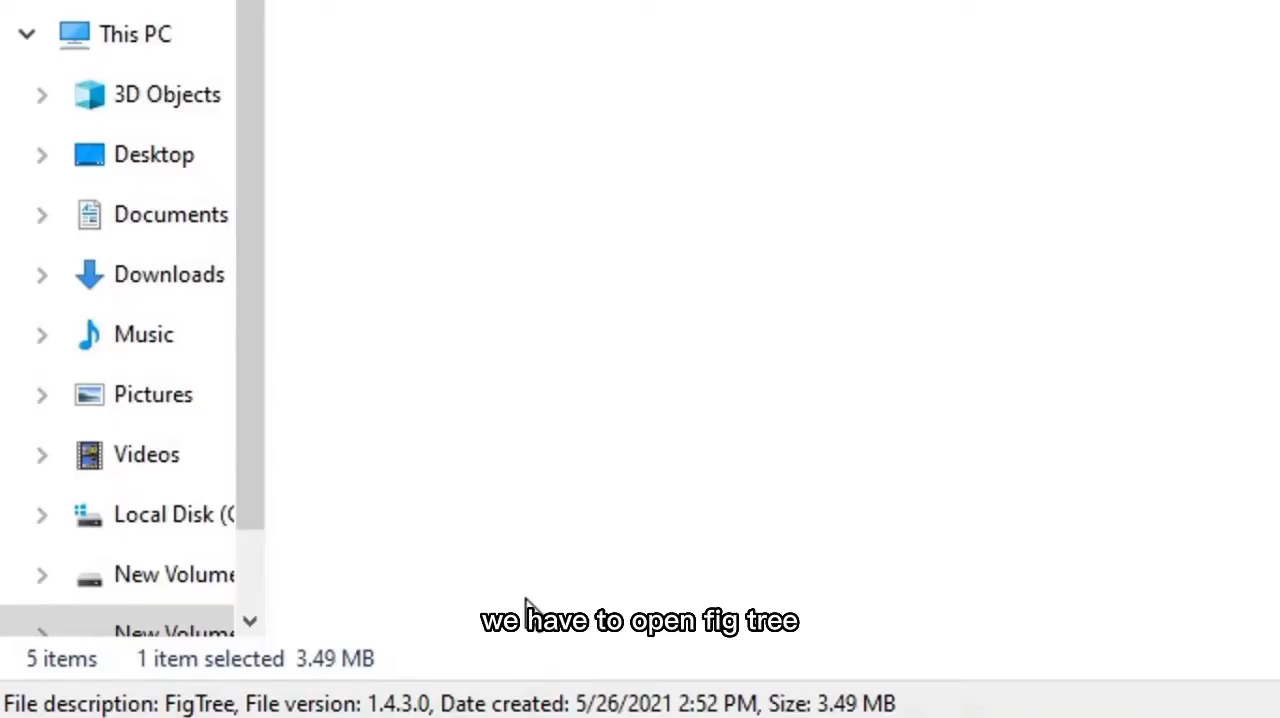 This PC
3D Objects
Desktop
Documents
Downloads
Music
Pictures
Videos
Local Disk (C
New Volume
New Volume
we have to open fig tree
5 items 1 item selected 3.49 MB
File description: FigTree, File version: 1.4.3.0, Date created: 5/26/2021 2:52 PM, Size: 3.49 MB